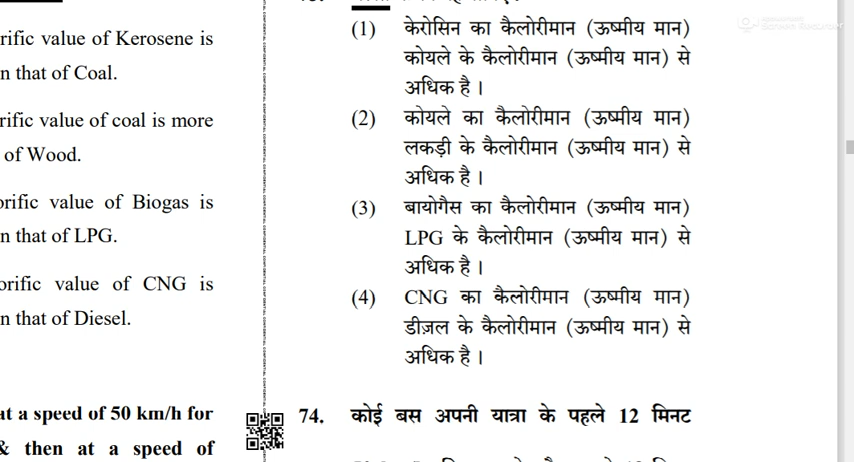 rific value of Kerosene is
n that of Coal.
rific value of coal is more
of Wood.
orific value of Biogas is
n that of LPG.
orific value of CNG is
n that of Diesel.
at a speed of 50 km/h for
& then at a speed of
(1) केरोसिन का कैलोरीमान (ऊष्मीय मान)
कोयले के कैलोरीमान (ऊष्मीय मान) से
अधिक है ।
(2) कोयले का कैलोरीमान (ऊष्मीय मान)
लकड़ी के कैलोरीमान (ऊष्मीय मान) से
अधिक है ।
(3) बायोगैस का कैलोरीमान (ऊष्मीय मान)
LPG के कैलोरीमान (ऊष्मीय मान) से
अधिक है ।
(4) CNG का कैलोरीमान (ऊष्मीय मान)
डीज़ल के कैलोरीमान (ऊष्मीय मान) से
अधिक है ।
74. कोई बस अपनी यात्रा के पहले 12 मिनट